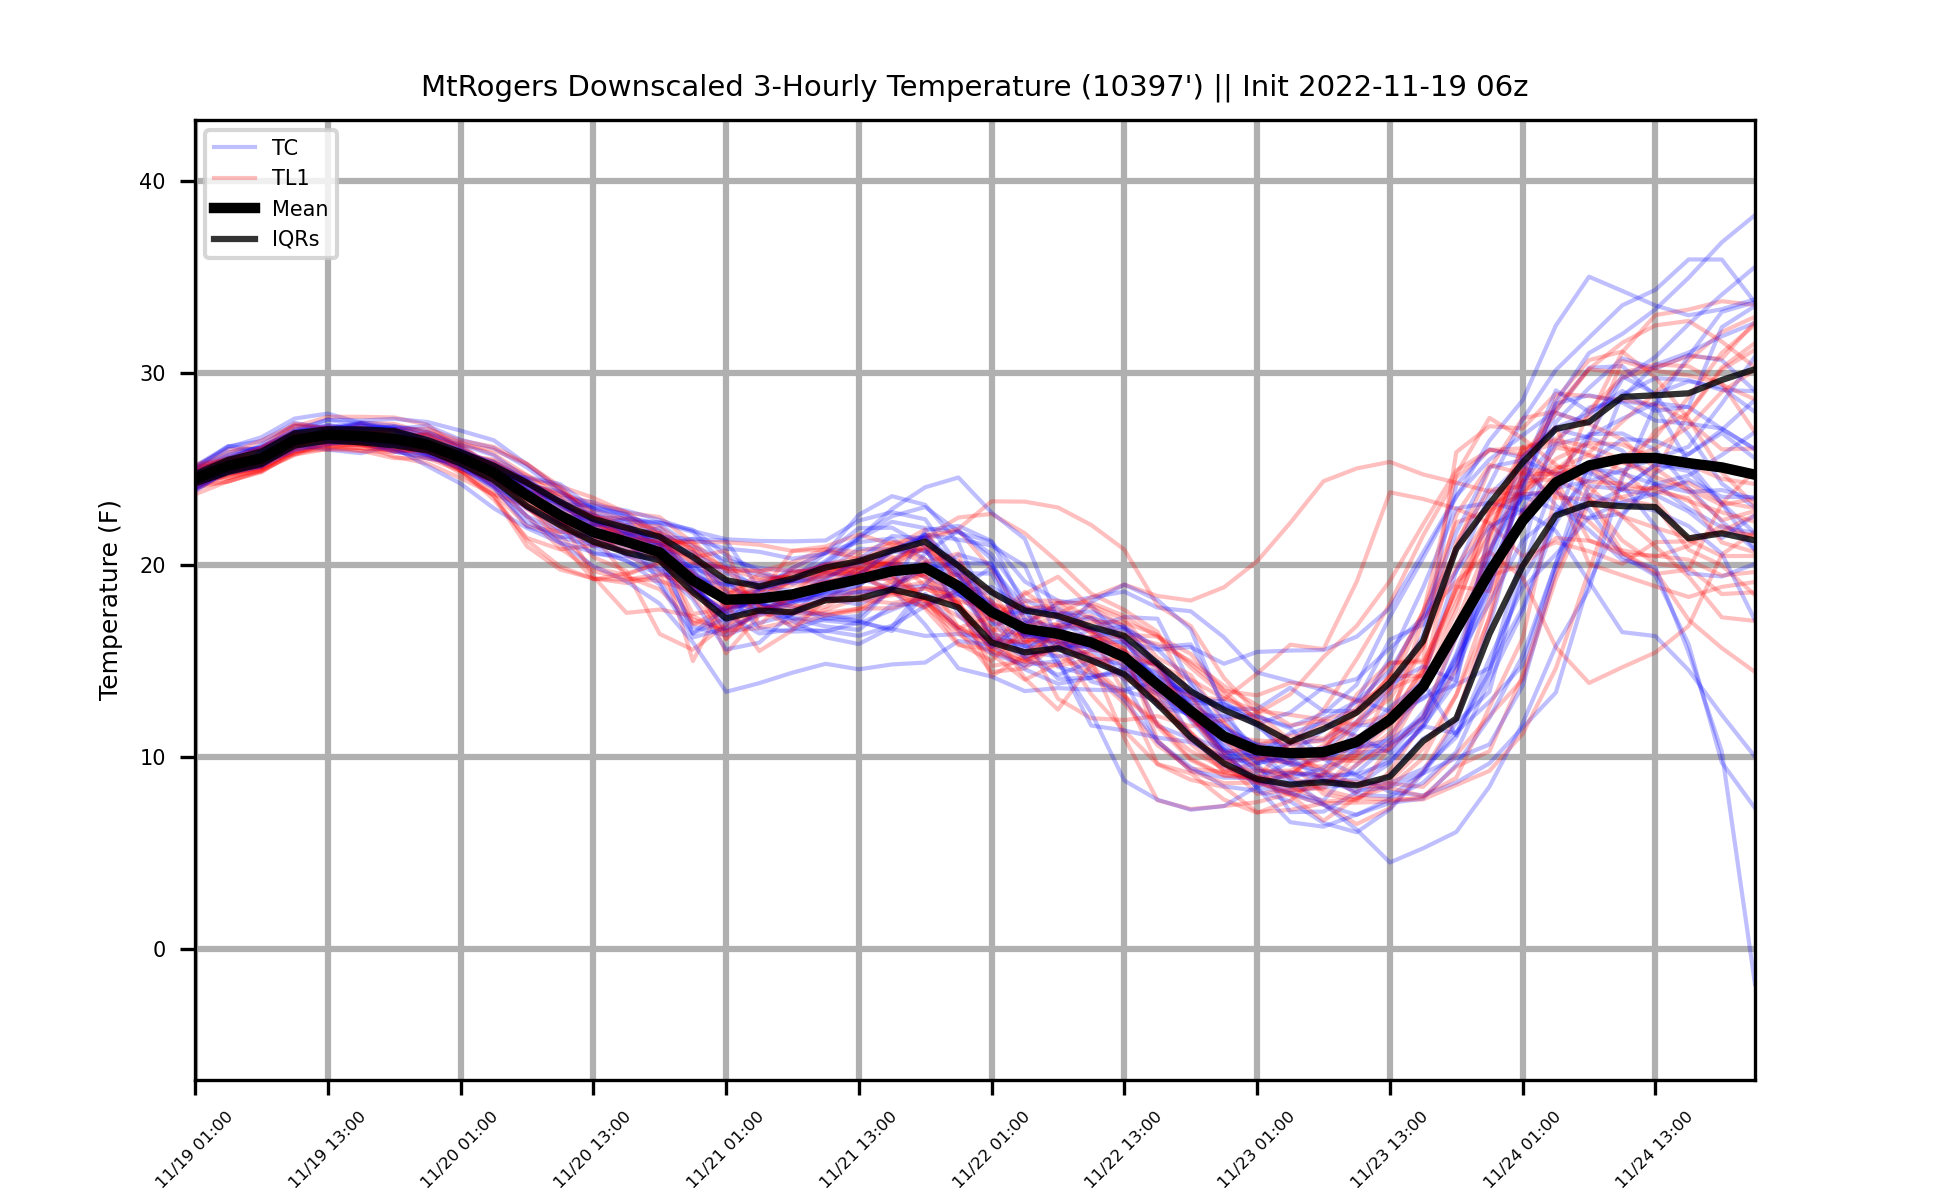 MtRogers Downscaled 3-Hourly Temperature (10397') || Init 2022-11-19 06z
TC
TL1
Mean
IQRs
Temperature (F)
40
30
20
10
0
11/19 01:00
11/19 13:00
11/20 01:00
11/20 13:00
11/21 01:00
11/21 13:00
11/22 01:00
11/22 13:00
11/23 01:00
11/23 13:00
11/24 01:00
11/24 13:00